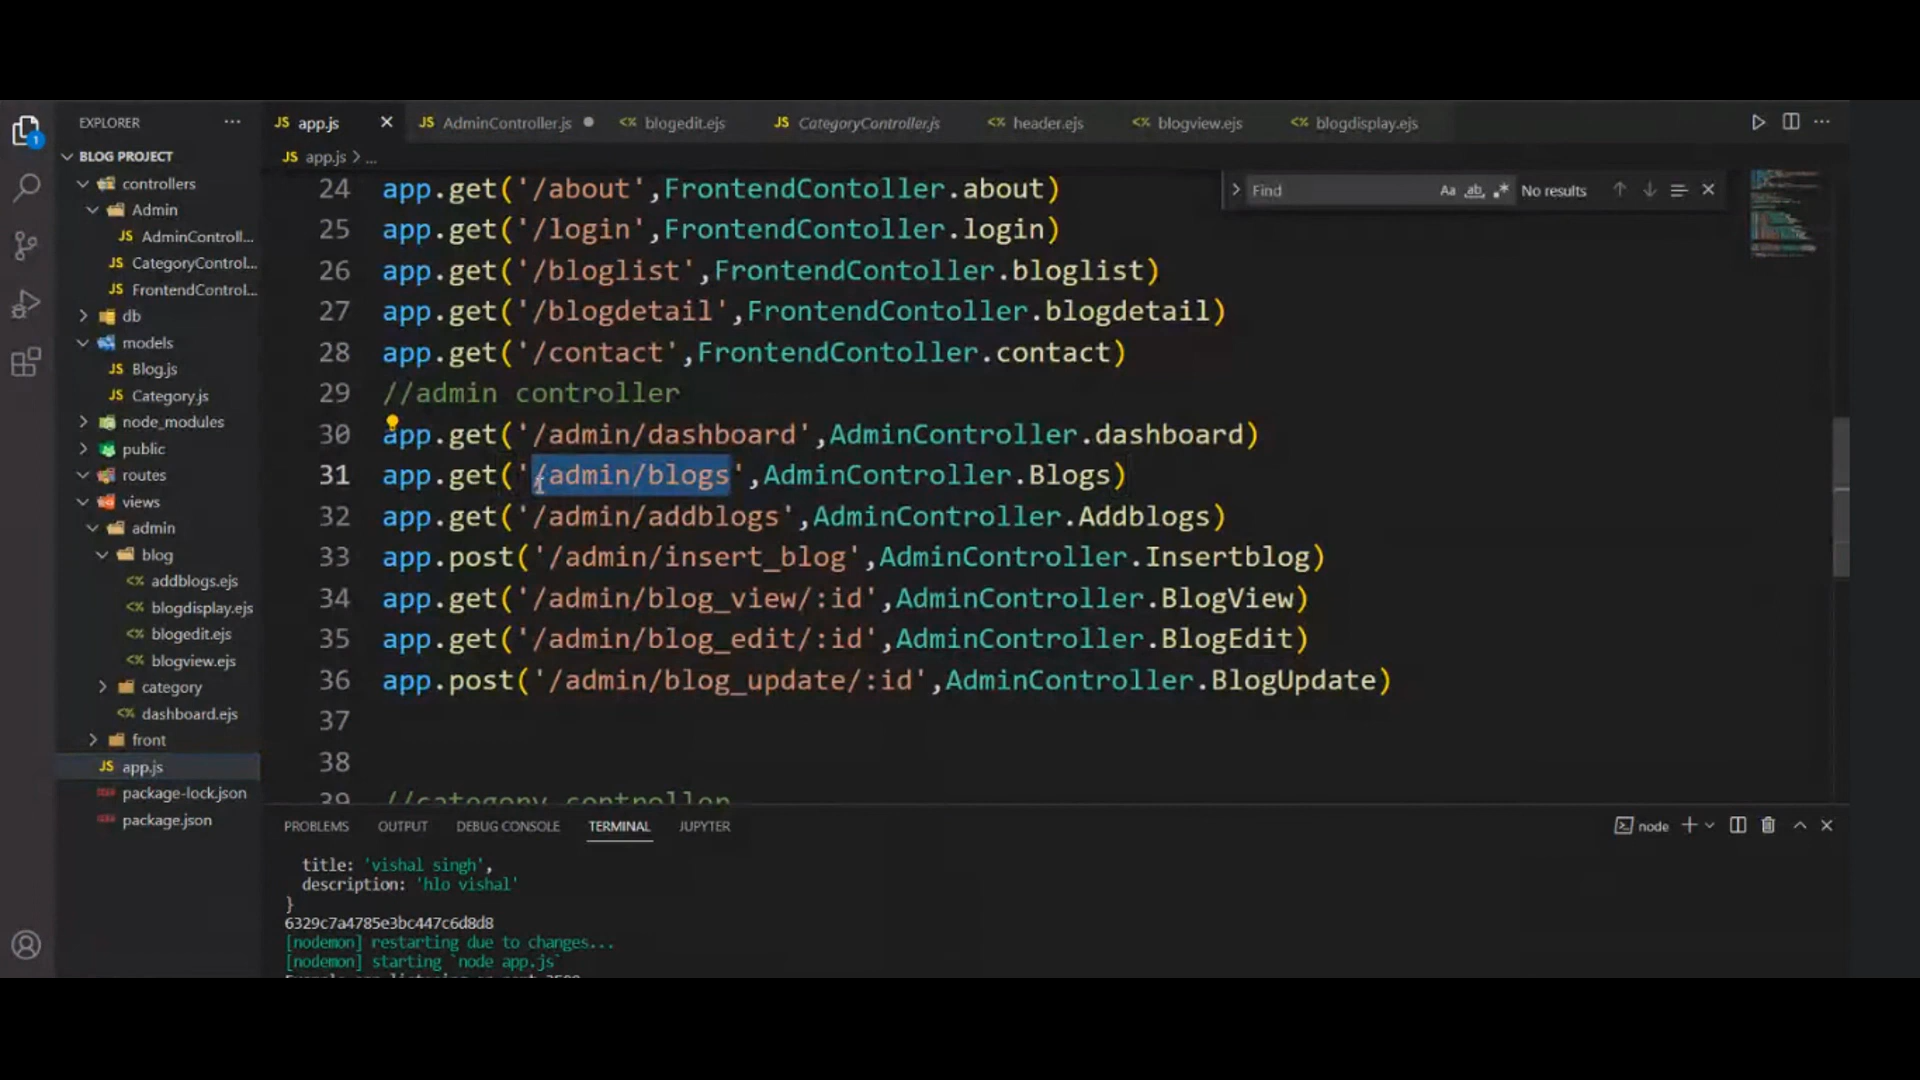 EXPLORER
···
BLOG PROJECT
controllers
Admin
JS AdminControll...
JS CategoryControl...
JS FrontendControl...
db
models
JS Blog.js
JS Category.js
node_modules
public
routes
views
admin
blog
<> addblogs.ejs
<> blogdisplay.ejs
<> blogedit.ejs
<> blogview.ejs
category
<> dashboard.ejs
front
JS app.js
package-lock.json
package.json
1
JS app.js JS AdminController.js <> blogedit.ejs JS CategoryController.js <> header.ejs <> blogview.ejs <> blogdisplay.ejs
JS app.js > ...
Find Aa ab .* No results
24 app.get('/about',FrontendContoller.about)
25 app.get('/login',FrontendContoller.login)
26 app.get('/bloglist',FrontendContoller.bloglist)
27 app.get('/blogdetail',FrontendContoller.blogdetail)
28 app.get('/contact',FrontendContoller.contact)
29 //admin controller
30 app.get('/admin/dashboard',AdminController.dashboard)
31 app.get('/admin/blogs',AdminController.Blogs)
32 app.get('/admin/addblogs',AdminController.Addblogs)
33 app.post('/admin/insert_blog',AdminController.Insertblog)
34 app.get('/admin/blog_view/:id',AdminController.BlogView)
35 app.get('/admin/blog_edit/:id',AdminController.BlogEdit)
36 app.post('/admin/blog_update/:id',AdminController.BlogUpdate)
37
38
39 //category controller
PROBLEMS OUTPUT DEBUG CONSOLE TERMINAL JUPYTER
node
title: 'vishal singh',
description: 'hlo vishal'
}
6329c7a4785e3bc447c6d8d8
[nodemon] restarting due to changes...
[nodemon] starting `node app.js`